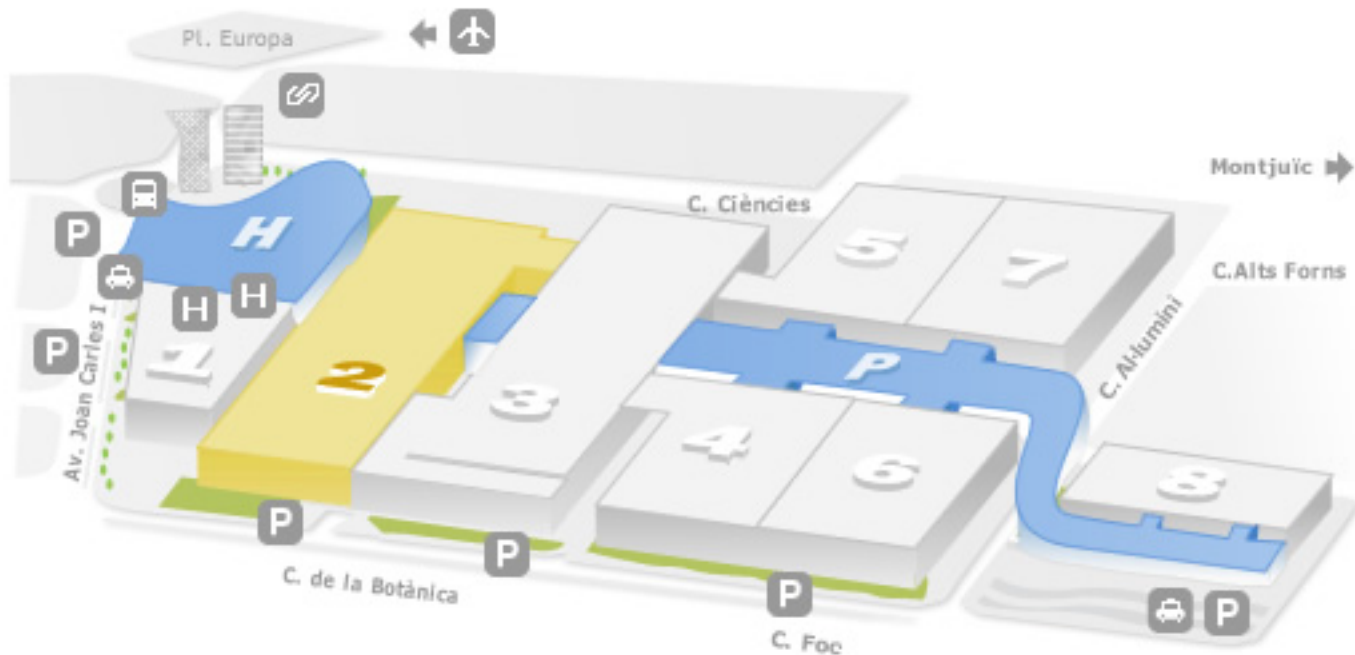 Pl. Europa
Montjuïc
C. Ciències
H
5
7
C.Alts Forns
P
H
H
P
Av. Joan Carles I
1
2
3
P
C. Al·lumini
4
6
8
P
P
P
C. de la Botànica
P
C. Foc